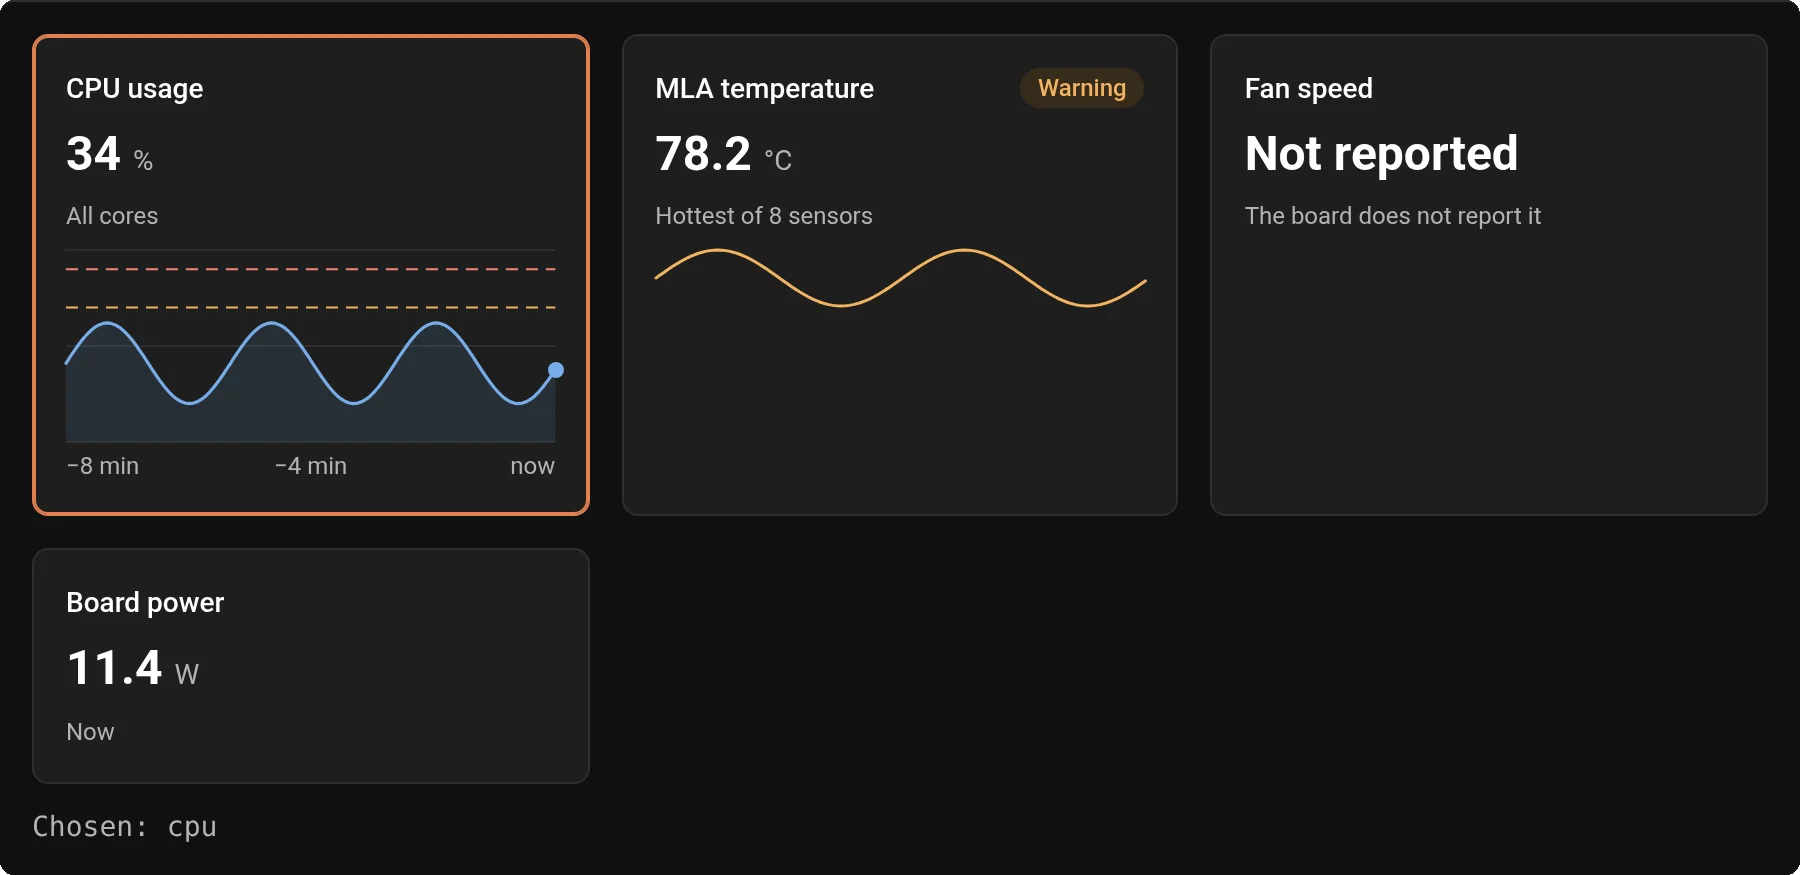 CPU usage
34 %
All cores
−8 min −4 min now
MLA temperature Warning
78.2 °C
Hottest of 8 sensors
Fan speed
Not reported
The board does not report it
Board power
11.4 W
Now
Chosen: cpu